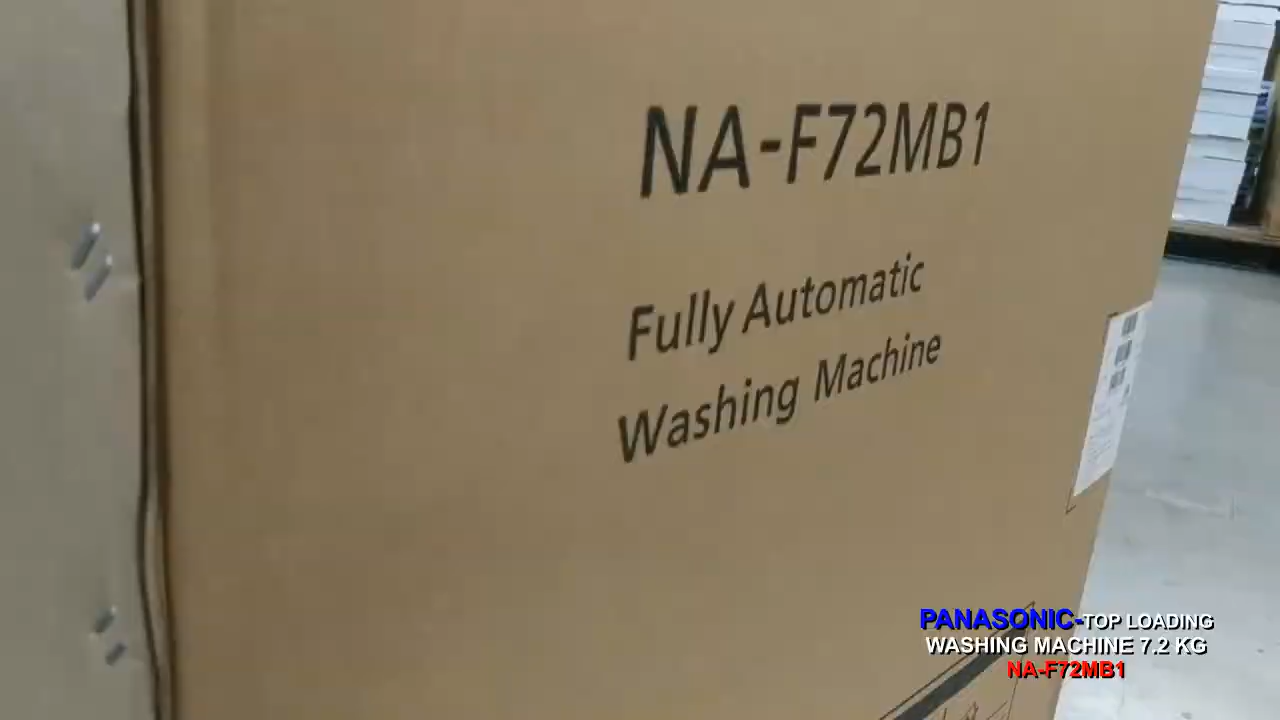 NA-F72MB1
Fully Automatic
Washing Machine
PANASONIC-TOP LOADING
WASHING MACHINE 7.2 KG
NA-F72MB1